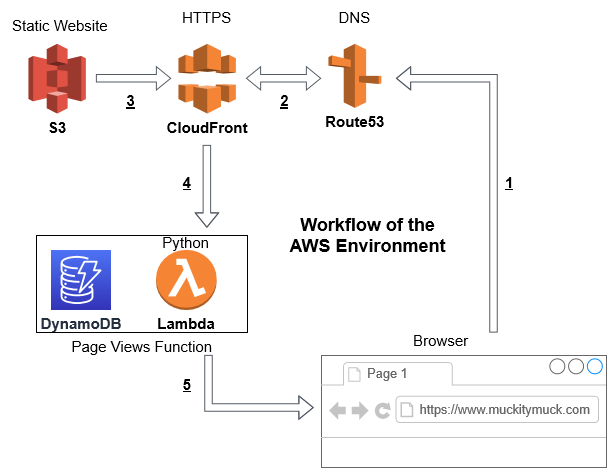 Static Website
HTTPS
DNS
3
2
S3
CloudFront
Route53
4
1
Workflow of the
AWS Environment
Python
DynamoDB
Lambda
Page Views Function
5
Browser
Page 1
https://www.muckitymuck.com